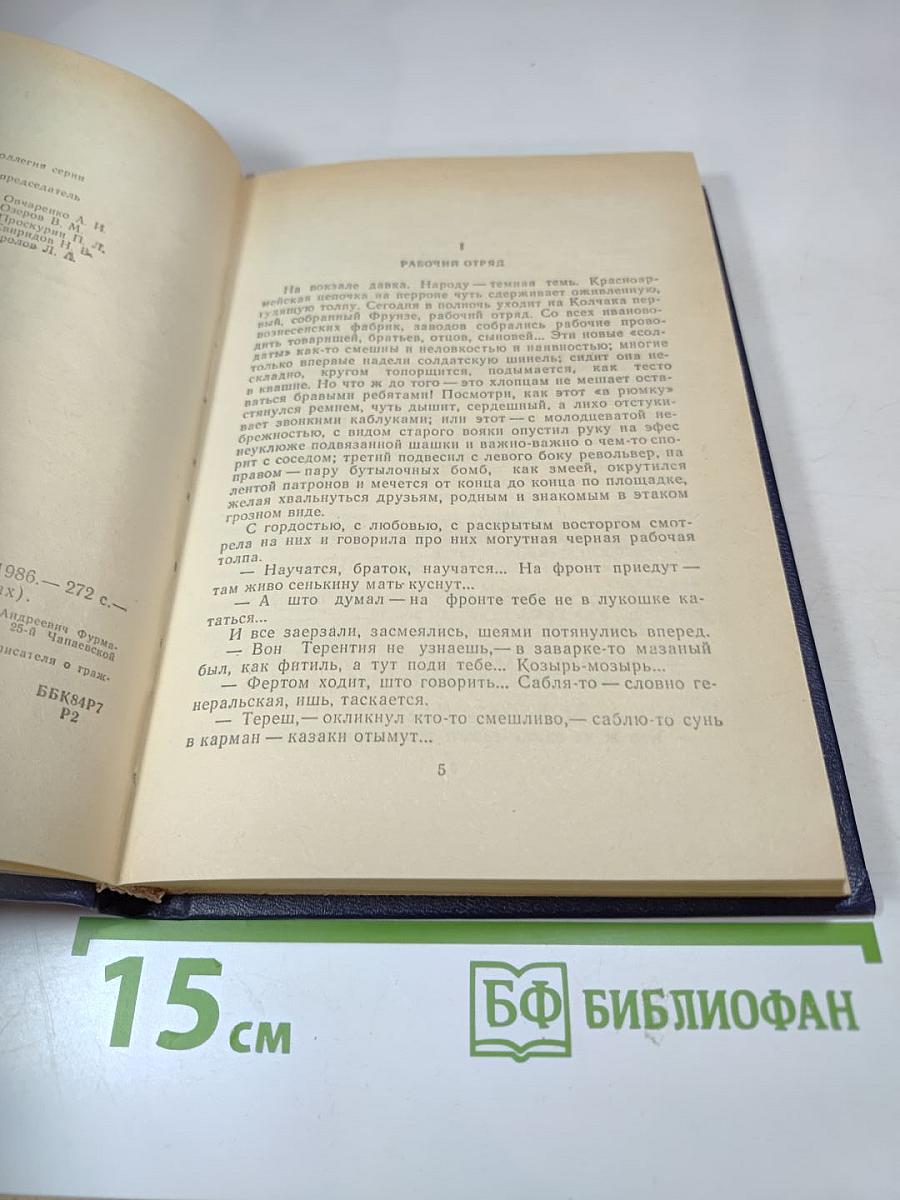 оллегия серии
председатель
Овчаренко А. И.
Озеров В. М.
Проскурин П. Л.
виридов Н. В.
ролов Л. А.
1986.— 272 с.—
их).
Андреевич Фурма-
25-й Чапаевской
писателя о граж-
ББК84Р7
Р2
I
РАБОЧИЙ ОТРЯД
На вокзале давка. Народу — темная темь. Красноар-
мейская цепочка на перроне чуть сдерживает оживленную,
гудящую толпу. Сегодня в полночь уходит на Колчака пер-
вый, собранный Фрунзе, рабочий отряд. Со всех иваново-
вознесенских фабрик, заводов собрались рабочие прово-
дить товарищей, братьев, отцов, сыновей... Эти новые «сол-
даты» как-то смешны и неловкостью и наивностью; многие
только впервые надели солдатскую шинель; сидит она не-
складно, кругом топорщится, подымается, как тесто
в квашне. Но что ж до того — это хлопцам не мешает оста-
ваться бравыми ребятами! Посмотри, как этот «в рюмку»
стянулся ремнем, чуть дышит, сердешный, а лихо отстуки-
вает звонкими каблуками; или этот — с молодцеватой не-
брежностью, с видом старого вояки опустил руку на эфес
неуклюже подвязанной шашки и важно-важно о чем-то спо-
рит с соседом; третий подвесил с левого боку револьвер, на
правом — пару бутылочных бомб, как змеей, окрутился
лентой патронов и мечется от конца до конца по площадке,
желая хвальнуться друзьям, родным и знакомым в этаком
грозном виде.
С гордостью, с любовью, с раскрытым восторгом смот-
рела на них и говорила про них могутная черная рабочая
толпа.
— Научатся, браток, научатся... На фронт приедут —
там живо сенькину мать куснут...
— А што думал — на фронте тебе не в лукошке ка-
таться...
И все заерзали, засмеялись, шеями потянулись вперед.
— Вон Терентия не узнаешь,— в заварке-то мазаный
был, как фитиль, а тут поди тебе... Козырь-мозырь...
— Фертом ходит, што говорить... Сабля-то — словно ге-
неральская, ишь, таскается.
— Тереш,— окликнул кто-то смешливо,— саблю-то сунь
в карман — казаки отымут...
5
15 см
БФ БИБЛИОФАН